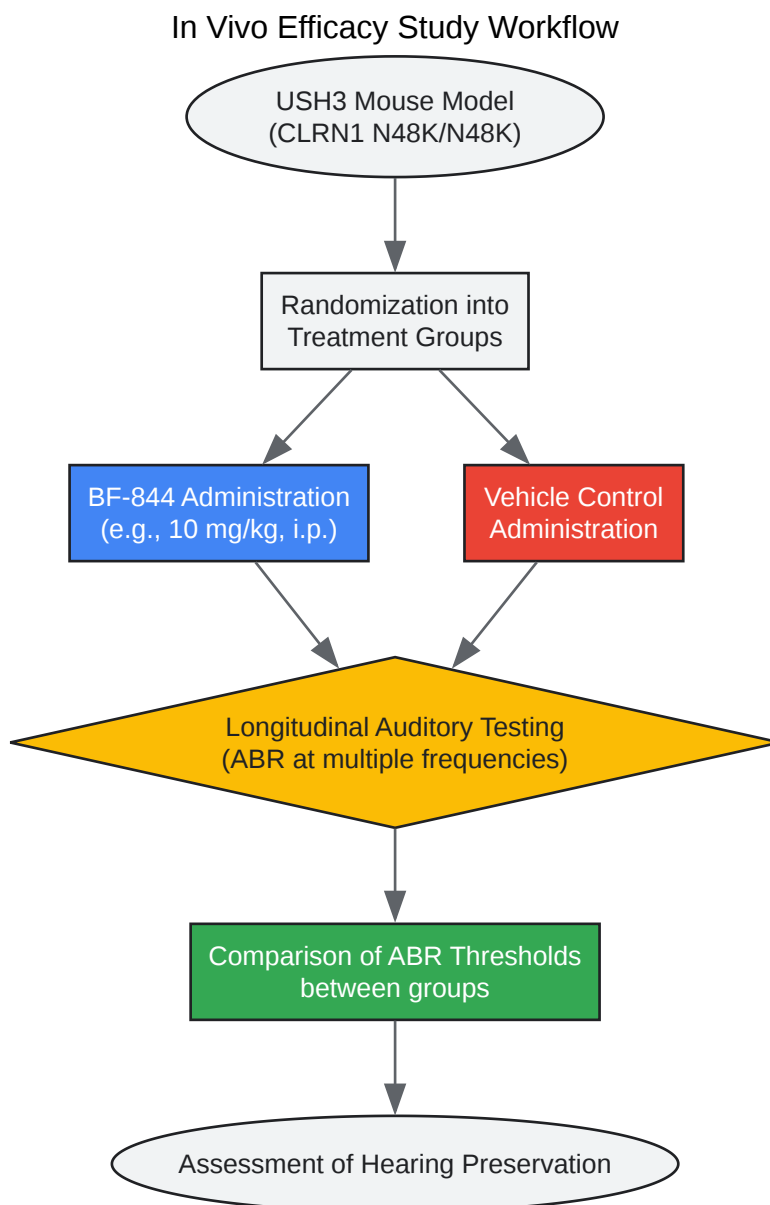 In Vivo Efficacy Study Workflow
USH3 Mouse Model
(CLRN1 N48K/N48K)
Randomization into
Treatment Groups
BF-844 Administration
(e.g., 10 mg/kg, i.p.)
Vehicle Control
Administration
Longitudinal Auditory Testing
(ABR at multiple frequencies)
Comparison of ABR Thresholds
between groups
Assessment of Hearing Preservation